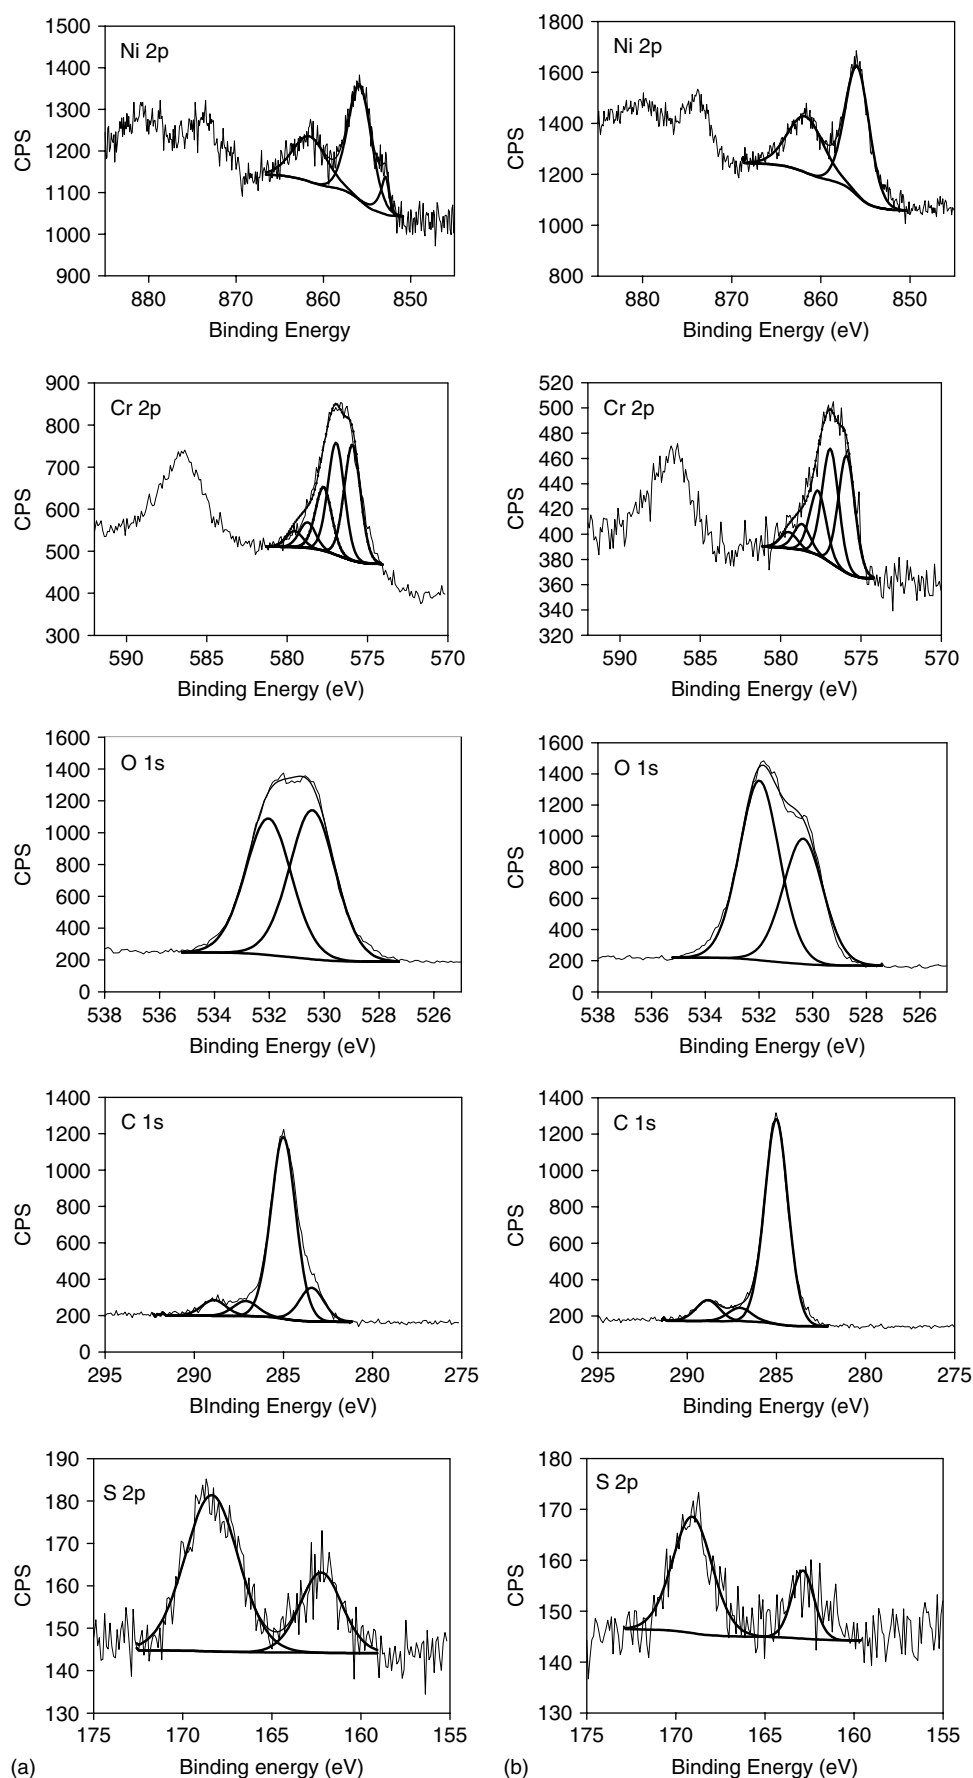 1500
1400
1300
1200
1100
1000
900
CPS
Ni 2p
880 870 860 850
Binding Energy
1800
1600
1400
1200
1000
800
CPS
Ni 2p
880 870 860 850
Binding Energy (eV)
900
800
700
600
500
400
300
CPS
Cr 2p
590 585 580 575 570
Binding Energy (eV)
520
500
480
460
440
420
400
380
360
340
320
CPS
Cr 2p
590 585 580 575 570
Binding Energy (eV)
1600
1400
1200
1000
800
600
400
200
0
CPS
O 1s
538 536 534 532 530 528 526
Binding Energy (eV)
1600
1400
1200
1000
800
600
400
200
0
CPS
O 1s
538 536 534 532 530 528 526
Binding Energy (eV)
1400
1200
1000
800
600
400
200
0
CPS
C 1s
295 290 285 280 275
BInding Energy (eV)
1400
1200
1000
800
600
400
200
0
CPS
C 1s
295 290 285 280 275
Binding Energy (eV)
190
180
170
160
150
140
130
CPS
S 2p
175 170 165 160 155
Binding energy (eV)
(a)
180
170
160
150
140
130
CPS
S 2p
175 170 165 160 155
Binding Energy (eV)
(b)